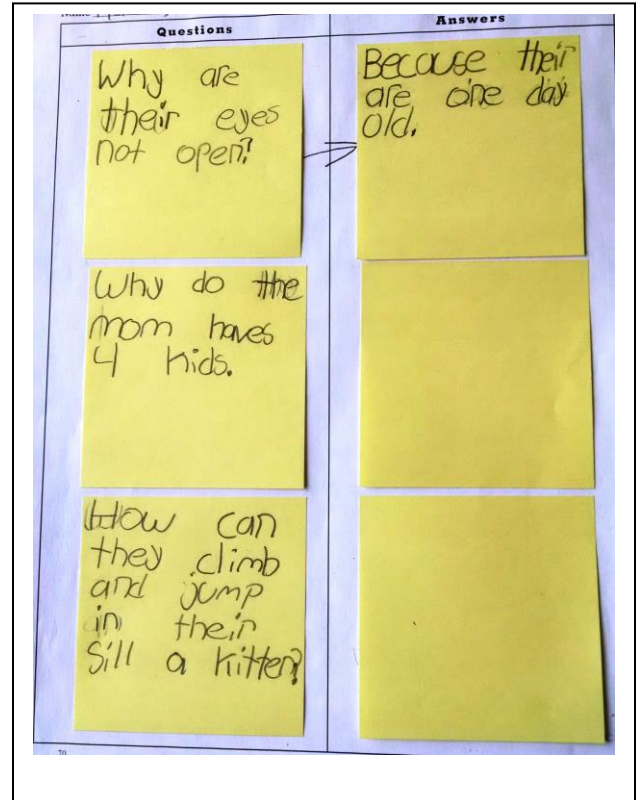 Questions
Answers
Why are
their eyes
not open?
Because their
are one day
old.
Why do the
mom haves
4 kids.
How can
they climb
and jump
in their
Sill a kitten?
70